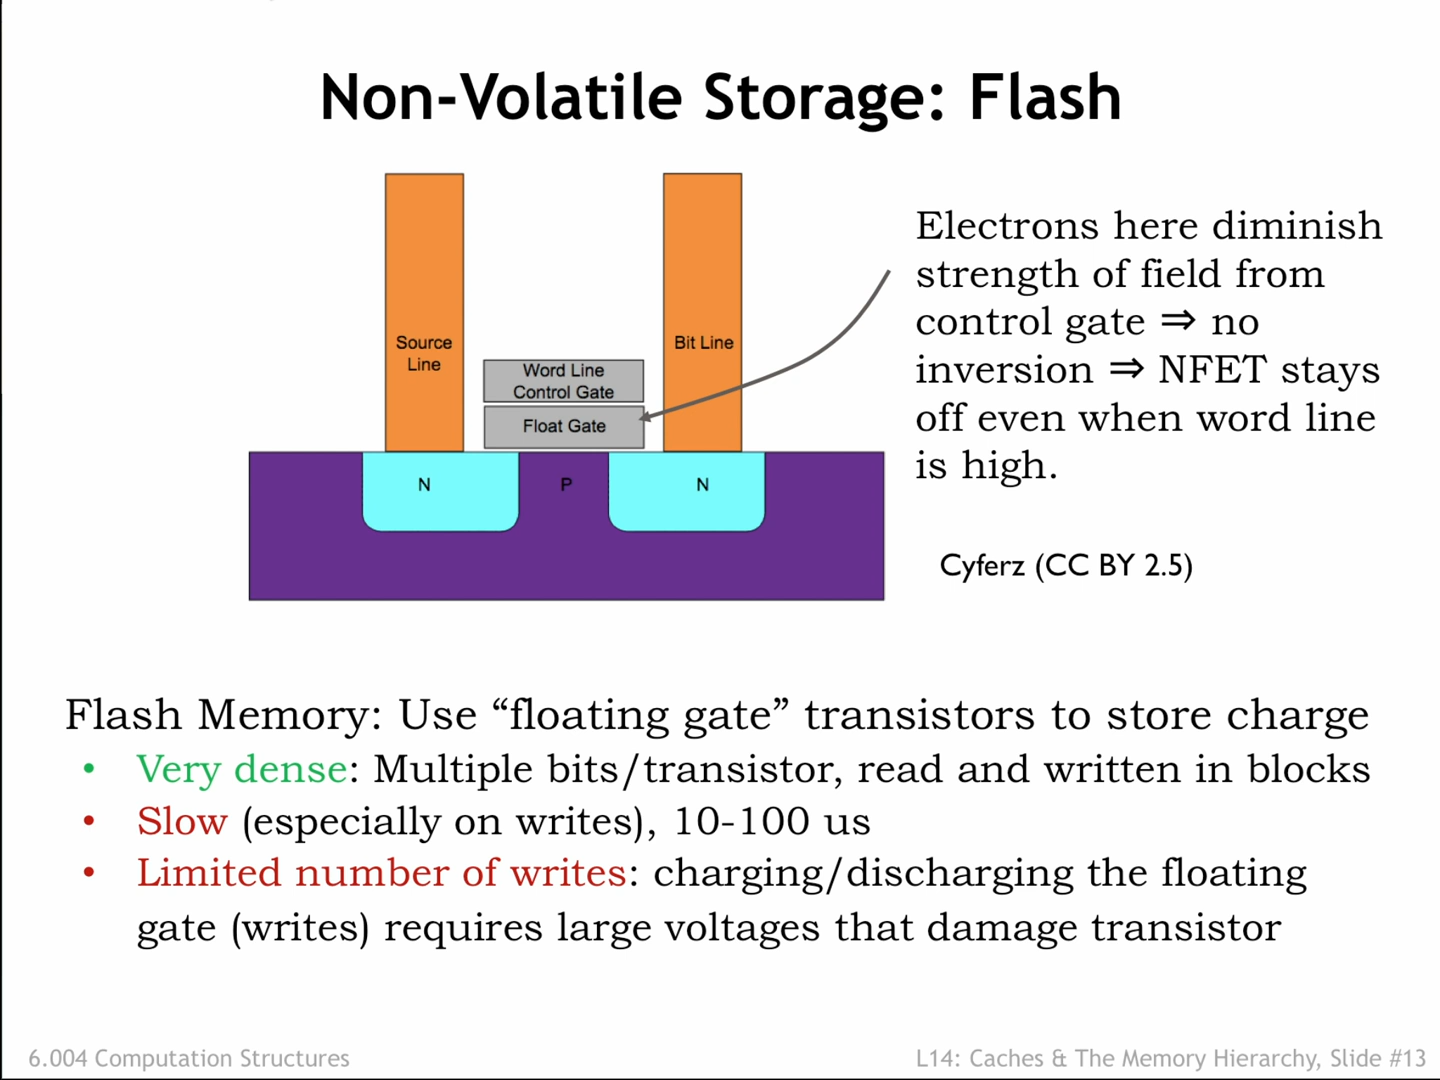 Non-Volatile Storage: Flash
Source
Line
Word Line
Control Gate
Float Gate
Bit Line
N
P
N
Electrons here diminish
strength of field from
control gate ⇒ no
inversion ⇒ NFET stays
off even when word line
is high.
Cyferz (CC BY 2.5)
Flash Memory: Use “floating gate” transistors to store charge
• Very dense: Multiple bits/transistor, read and written in blocks
• Slow (especially on writes), 10-100 us
• Limited number of writes: charging/discharging the floating
gate (writes) requires large voltages that damage transistor
6.004 Computation Structures
L14: Caches & The Memory Hierarchy, Slide #13